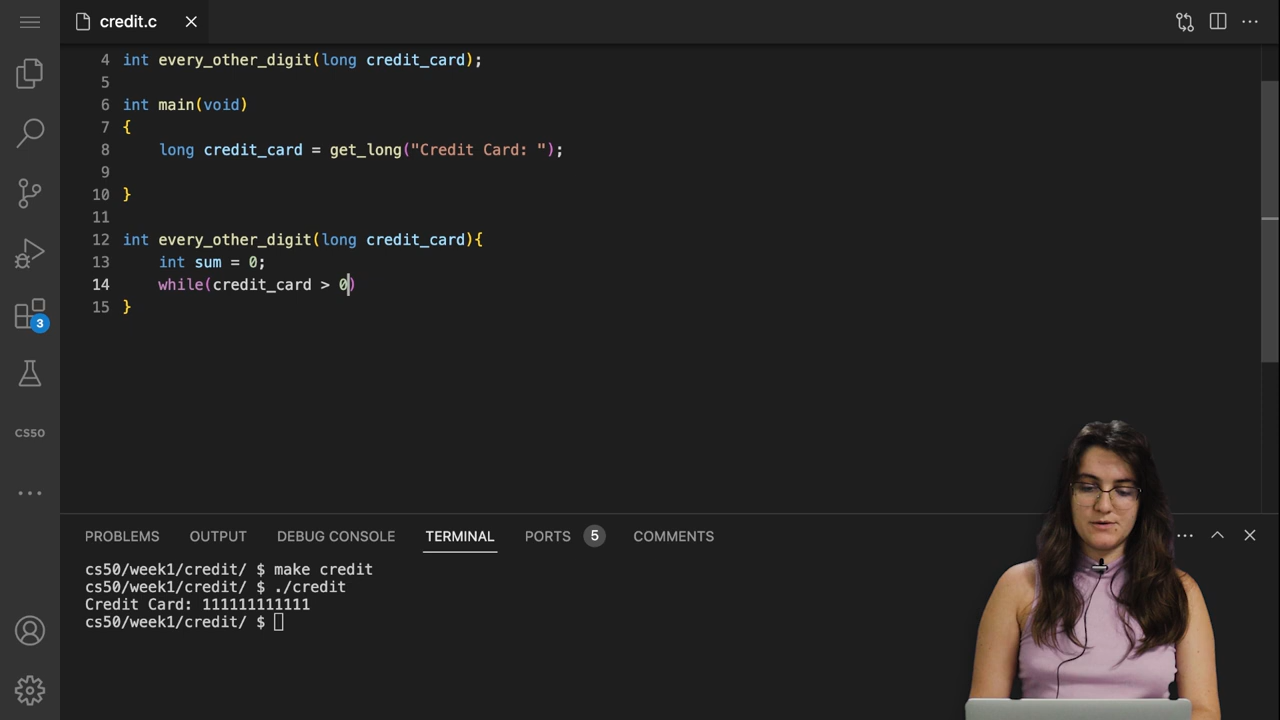 credit.c
4 int every_other_digit(long credit_card);
5
6 int main(void)
7 {
8 long credit_card = get_long("Credit Card: ");
9
10 }
11
12 int every_other_digit(long credit_card){
13 int sum = 0;
14 while(credit_card > 0)
15 }
3
CS50
PROBLEMS OUTPUT DEBUG CONSOLE TERMINAL PORTS 5 COMMENTS
cs50/week1/credit/ $ make credit
cs50/week1/credit/ $ ./credit
Credit Card: 111111111111
cs50/week1/credit/ $